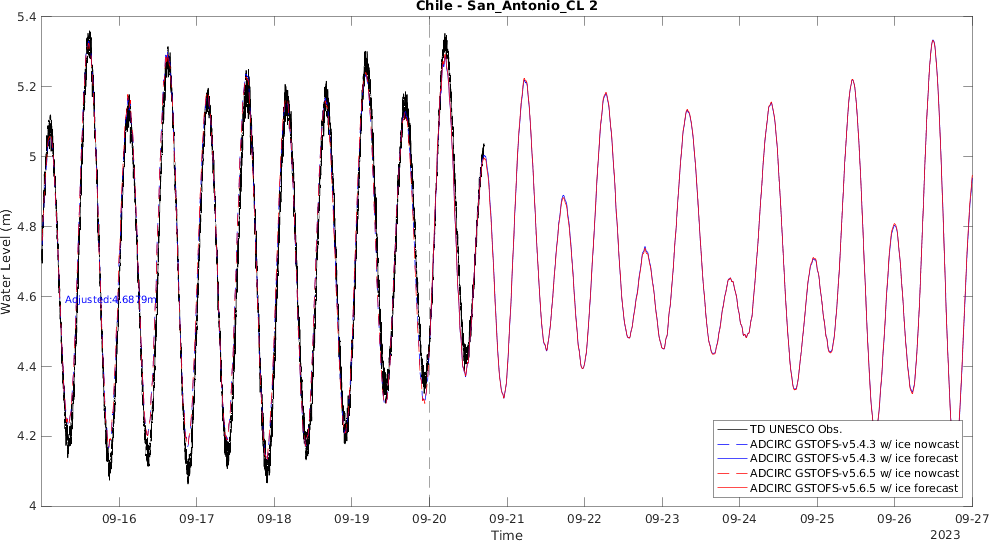 Chile - San_Antonio_CL 2
5.4
5.2
5
4.8
4.6
4.4
4.2
4
Water Level (m)
Adjusted:4.6879m
TD UNESCO Obs.
ADCIRC GSTOFS-v5.4.3 w/ ice nowcast
ADCIRC GSTOFS-v5.4.3 w/ ice forecast
ADCIRC GSTOFS-v5.6.5 w/ ice nowcast
ADCIRC GSTOFS-v5.6.5 w/ ice forecast
09-16 09-17 09-18 09-19 09-20 09-21 09-22 09-23 09-24 09-25 09-26 09-27
Time
2023